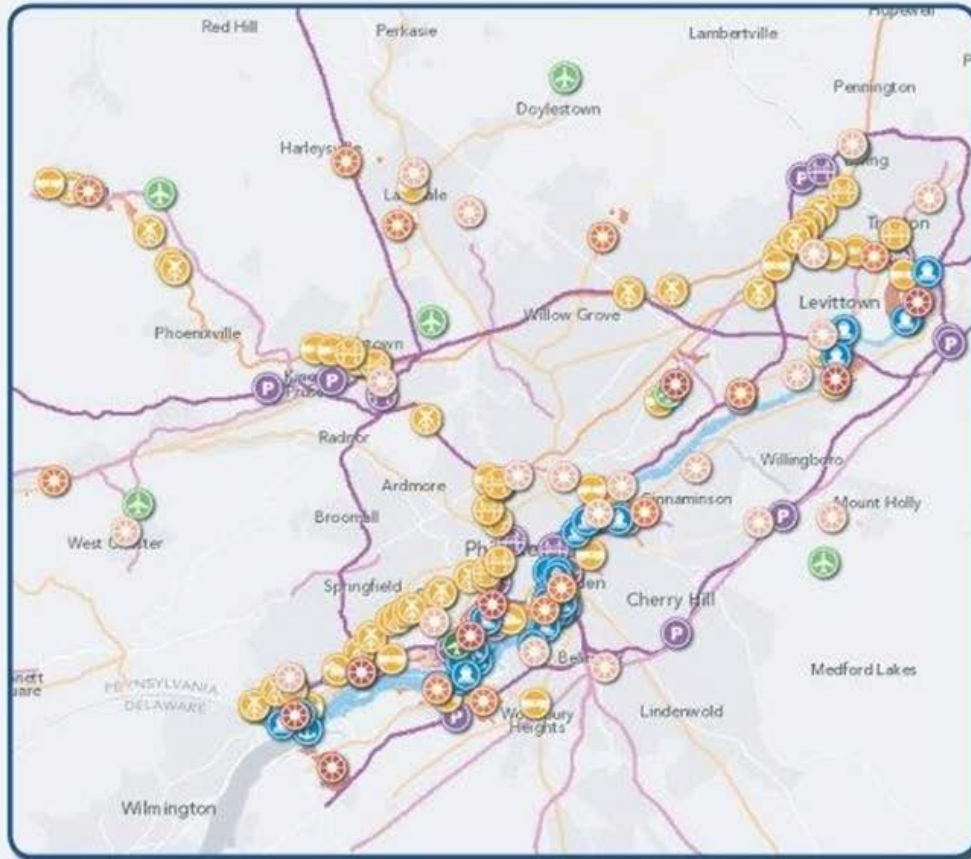 Hopewell
Red Hill
Perkasie
Lambertville
Pennington
Doylestown
Harleysville
Willow Grove
Levittown
Phoenixville
P
P
P
P
Radnor
Ardmore
Willingboro
Cinnaminson
Mount Holly
Broomall
West Chester
Springfield
Cherry Hill
P
P
Medford Lakes
PENNSYLVANIA
DELAWARE
Woodbury
Heights
Lindenwold
P
Wilmington